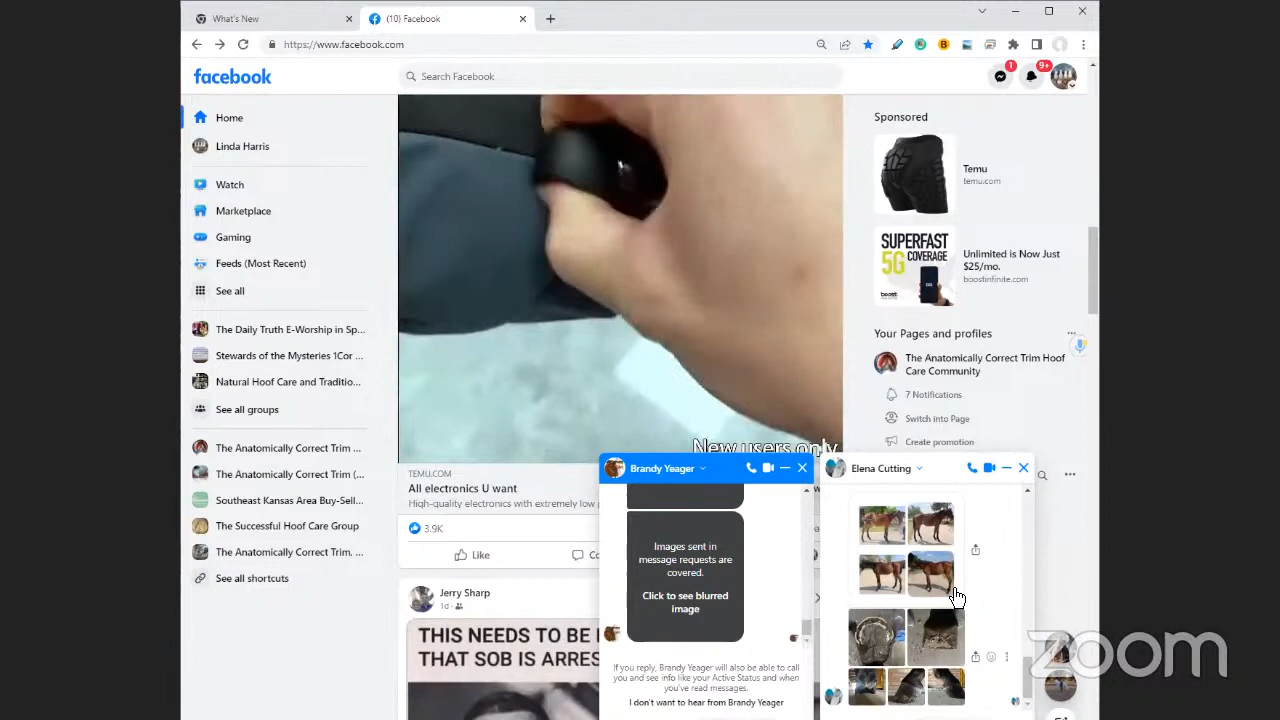 What's New
(10) Facebook
https://www.facebook.com
facebook
Search Facebook
1
9+
Home
Linda Harris
Watch
Marketplace
Gaming
Feeds (Most Recent)
See all
The Daily Truth E-Worship in Sp...
Stewards of the Mysteries 1Cor ...
Natural Hoof Care and Traditio...
See all groups
The Anatomically Correct Trim ...
The Anatomically Correct Trim (...
Southeast Kansas Area Buy-Sell...
The Successful Hoof Care Group
The Anatomically Correct Trim. ...
See all shortcuts
New users only
TEMU.COM
All electronics U want
High-quality electronics with extremely low
3.9K
Like
Jerry Sharp
1d
THIS NEEDS TO BE
THAT SOB IS ARRES
Sponsored
Temu
temu.com
SUPERFAST
5G COVERAGE
boost
Unlimited is Now Just
$25/mo.
boostinfinite.com
Your Pages and profiles
The Anatomically Correct Trim Hoof
Care Community
7 Notifications
Switch into Page
Create promotion
Brandy Yeager
Images sent in
message requests are
covered.
Click to see blurred
image
If you reply, Brandy Yeager will also be able to call
you and see info like your Active Status and when
you've read messages.
I don't want to hear from Brandy Yeager
Elena Cutting
zoom